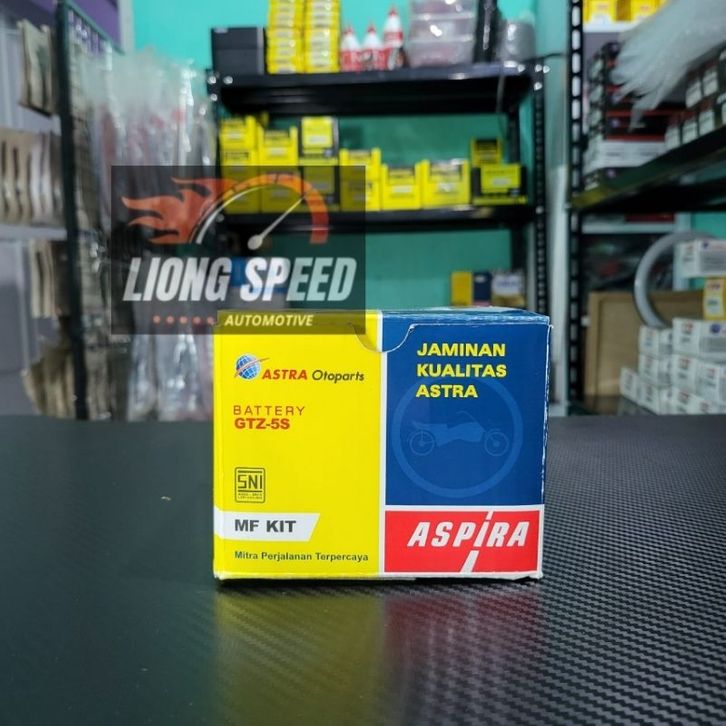 LIONG SPEED
AUTOMOTIVE
ASTRA Otoparts
BATTERY
GTZ-5S
SNI
MF KIT
Mitra Perjalanan Terpercaya
JAMINAN
KUALITAS
ASTRA
ASPIRA